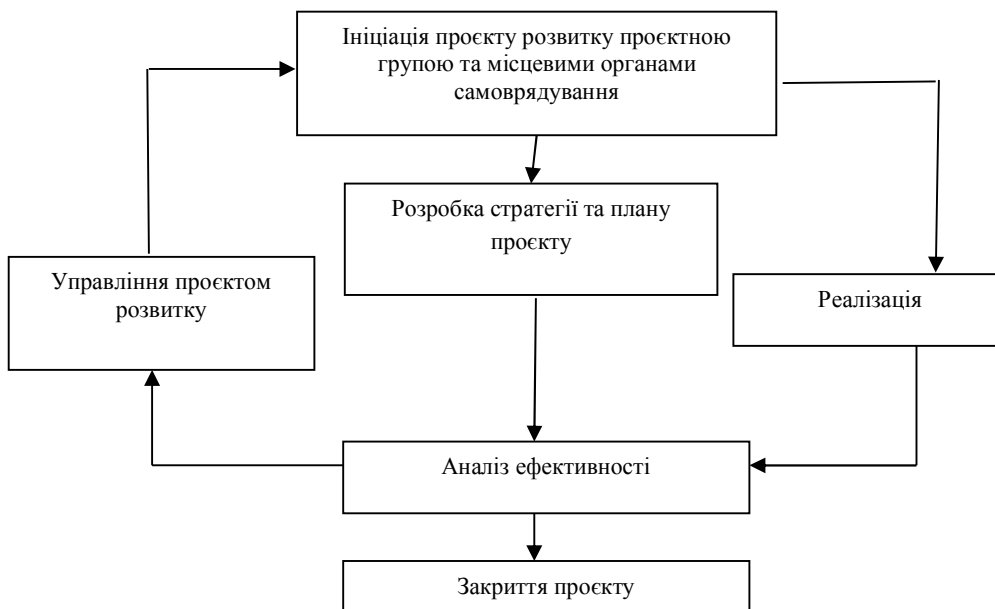 Ініціація проєкту розвитку проєктною
групою та місцевими органами
самоврядування
Розробка стратегії та плану
проєкту
Управління проєктом
розвитку
Реалізація
Аналіз ефективності
Закриття проєкту